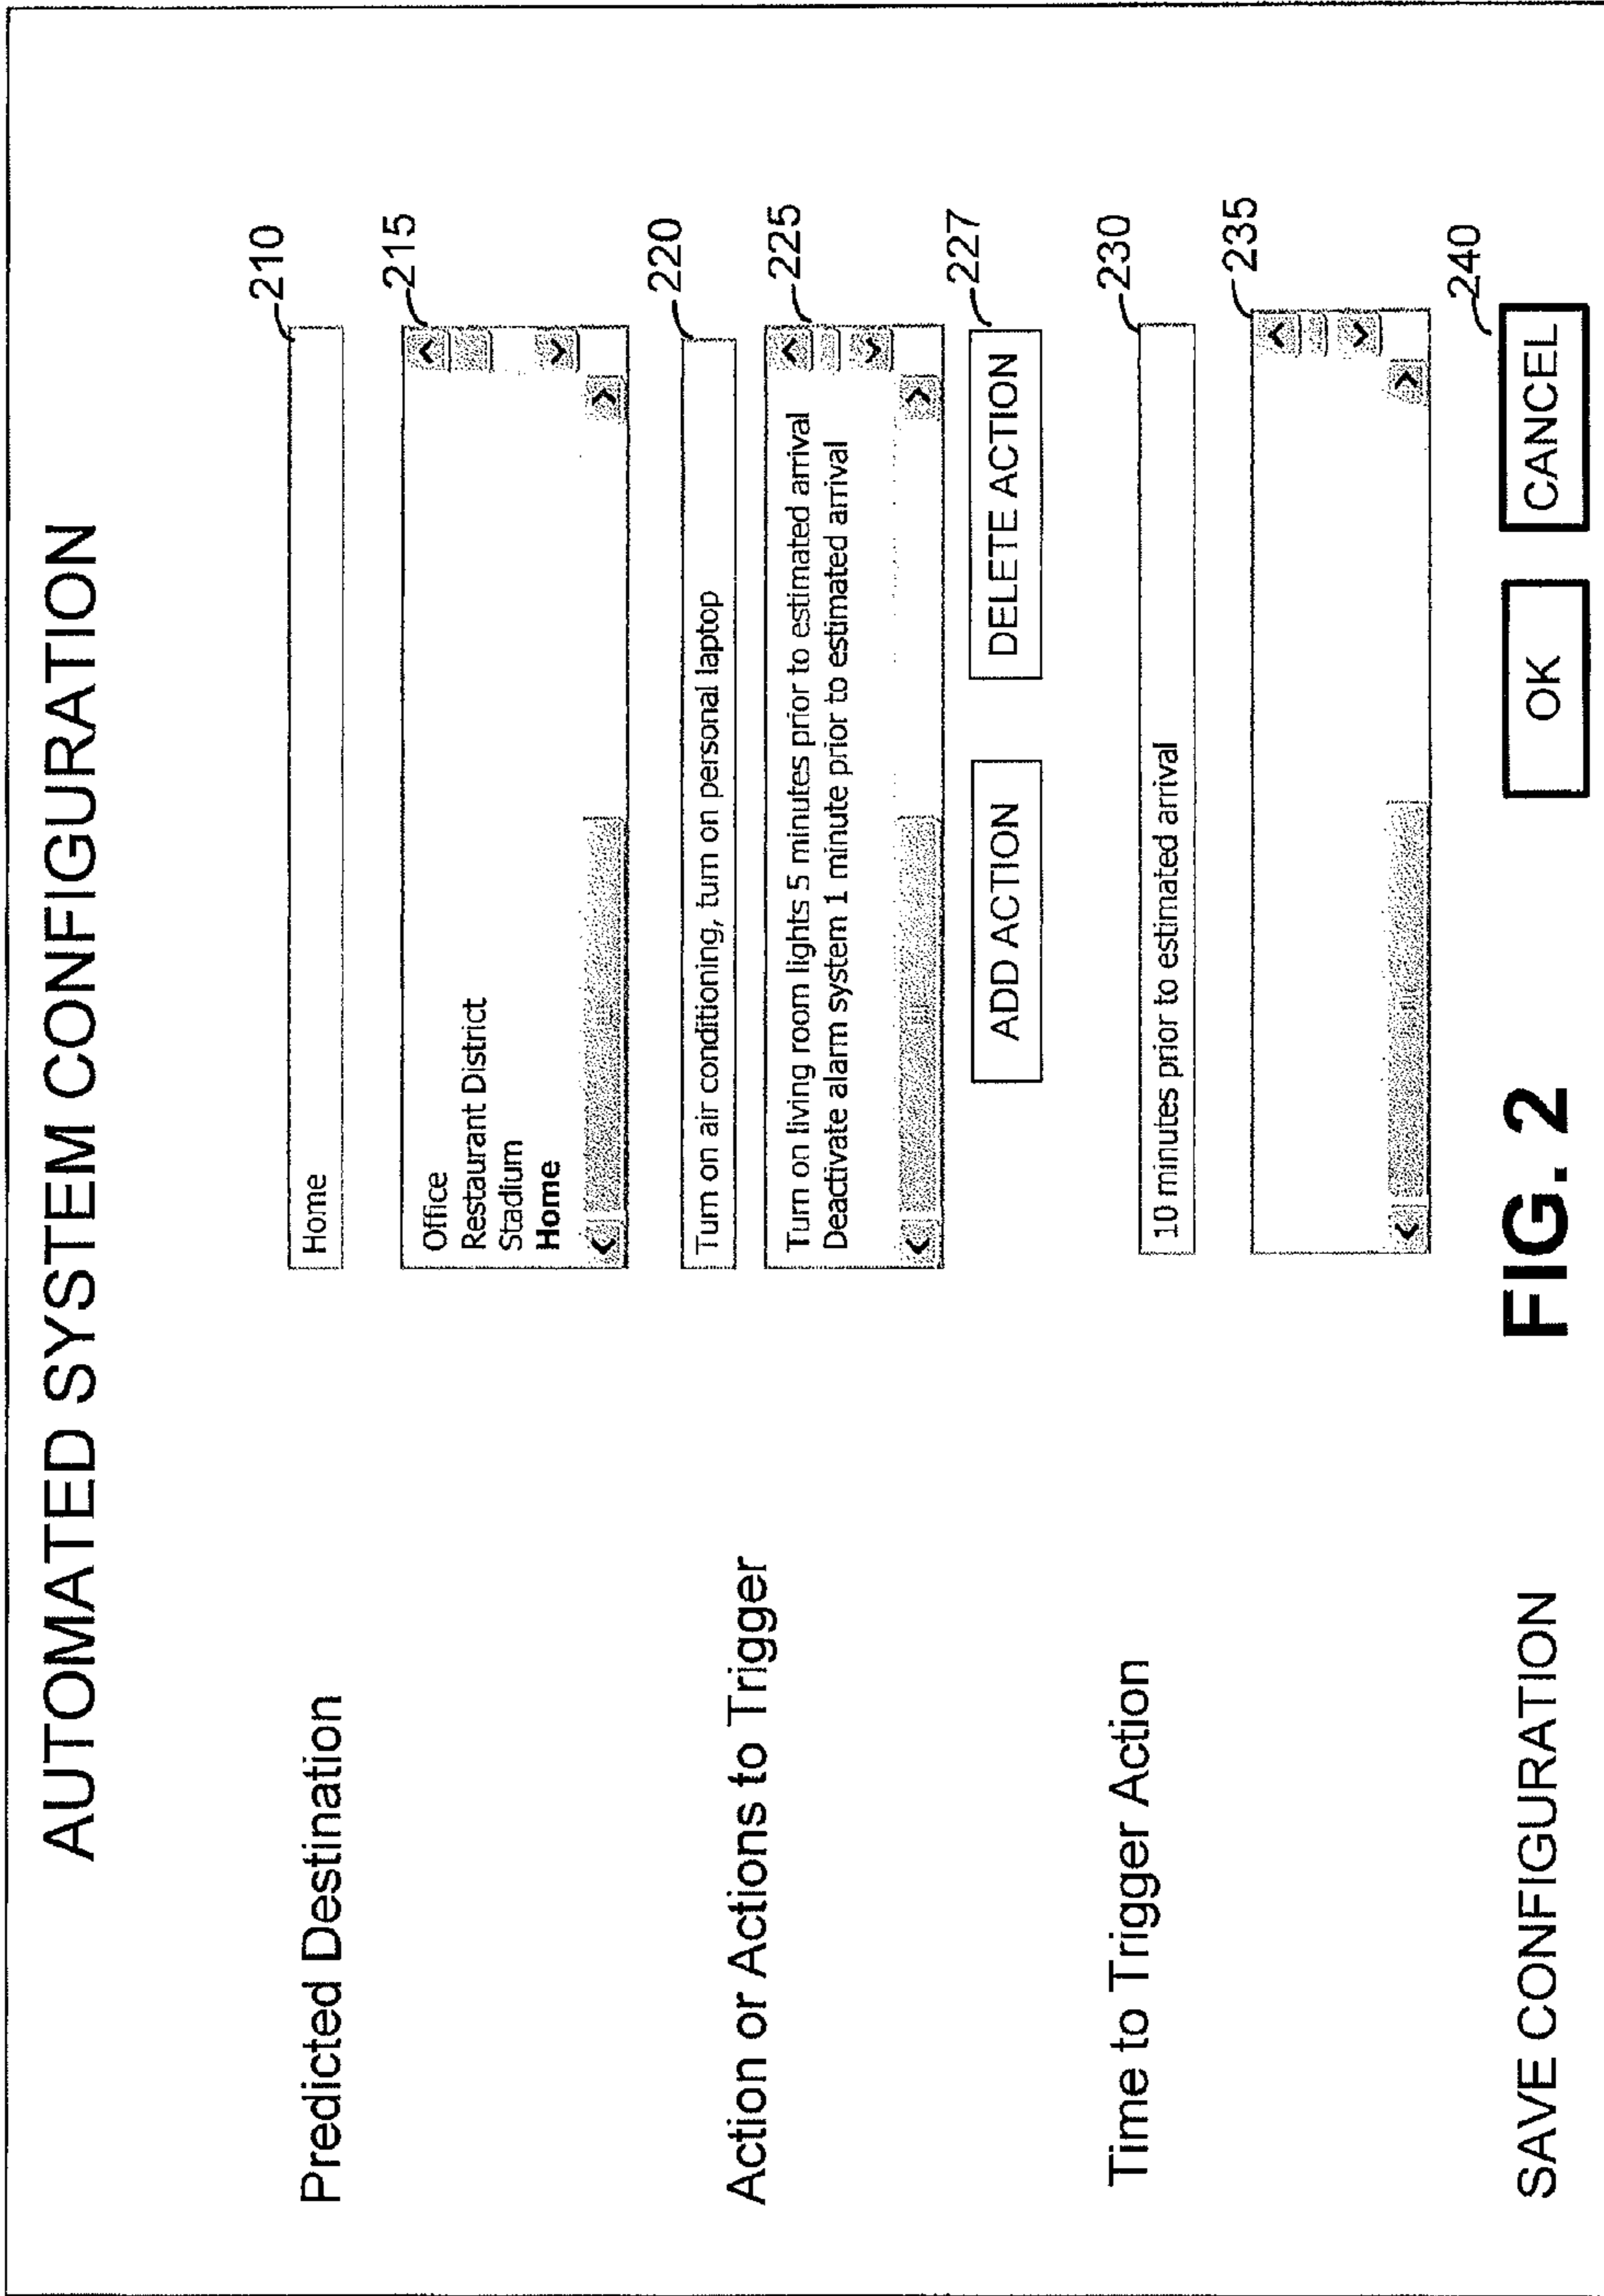 AUTOMATED SYSTEM CONFIGURATION
Predicted Destination
Home
210
Office
Restaurant District
Stadium
Home
215
Action or Actions to Trigger
Turn on air conditioning, turn on personal laptop
220
Turn on living room lights 5 minutes prior to estimated arrival
Deactivate alarm system 1 minute prior to estimated arrival
225
ADD ACTION
DELETE ACTION
227
Time to Trigger Action
10 minutes prior to estimated arrival
230
235
SAVE CONFIGURATION
OK
CANCEL
240
FIG. 2